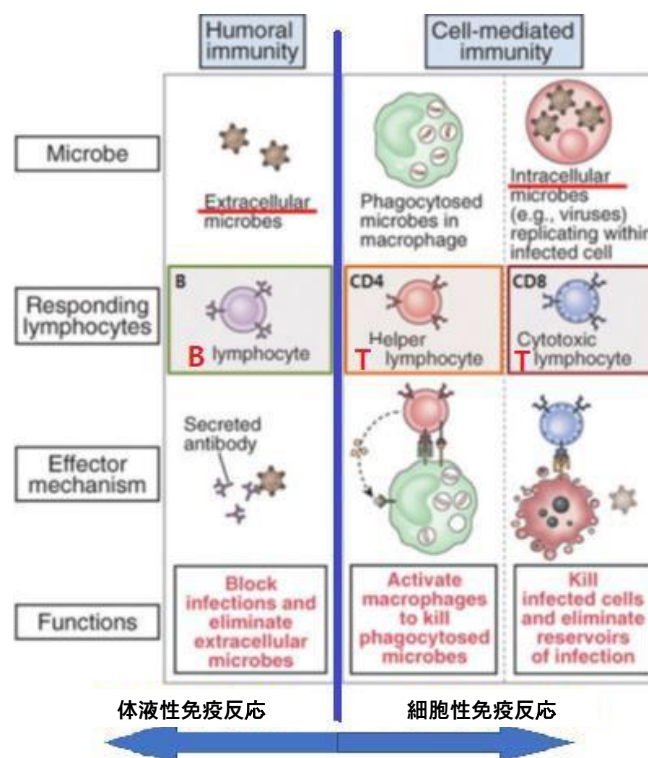 Humoral
immunity
Cell-mediated
immunity
Microbe
Extracellular
microbes
Phagocytosed
microbes in
macrophage
Intracellular
microbes
(e.g., viruses)
replicating within
infected cell
Responding
lymphocytes
B
B lymphocyte
CD4
Helper
T lymphocyte
CD8
Cytotoxic
T lymphocyte
Effector
mechanism
Secreted
antibody
Functions
Block
infections and
eliminate
extracellular
microbes
Activate
macrophages
to kill
phagocytosed
microbes
Kill
infected cells
and eliminate
reservoirs
of infection
体液性免疫反応
細胞性免疫反応